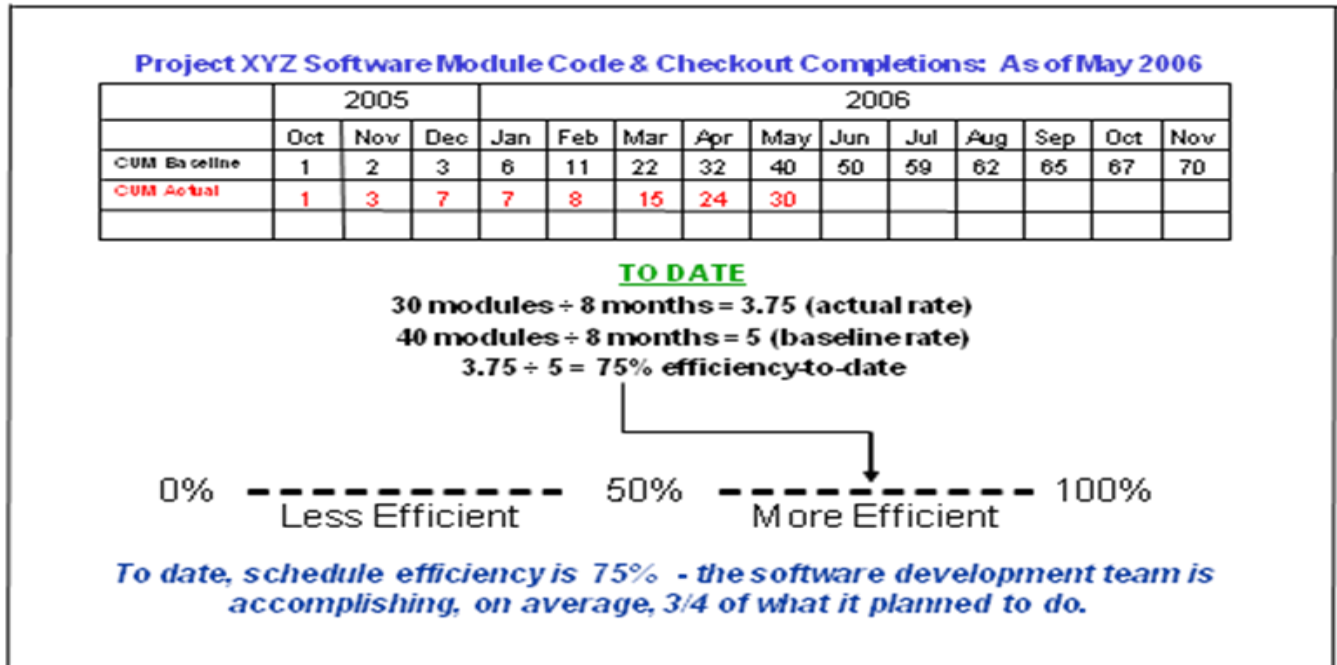 Project XYZ Software Module Code & Checkout Completions: As of May 2006
2005 2006
Oct Nov Dec Jan Feb Mar Apr May Jun Jul Aug Sep Oct Nov
CUM Baseline 1 2 3 6 11 22 32 40 50 59 62 65 67 70
CUM Actual 1 3 7 7 8 15 24 30
TO DATE
30 modules ÷ 8 months = 3.75 (actual rate)
40 modules ÷ 8 months = 5 (baseline rate)
3.75 ÷ 5 = 75% efficiency-to-date
0% 50% 100%
Less Efficient More Efficient
To date, schedule efficiency is 75% - the software development team is
accomplishing, on average, 3/4 of what it planned to do.